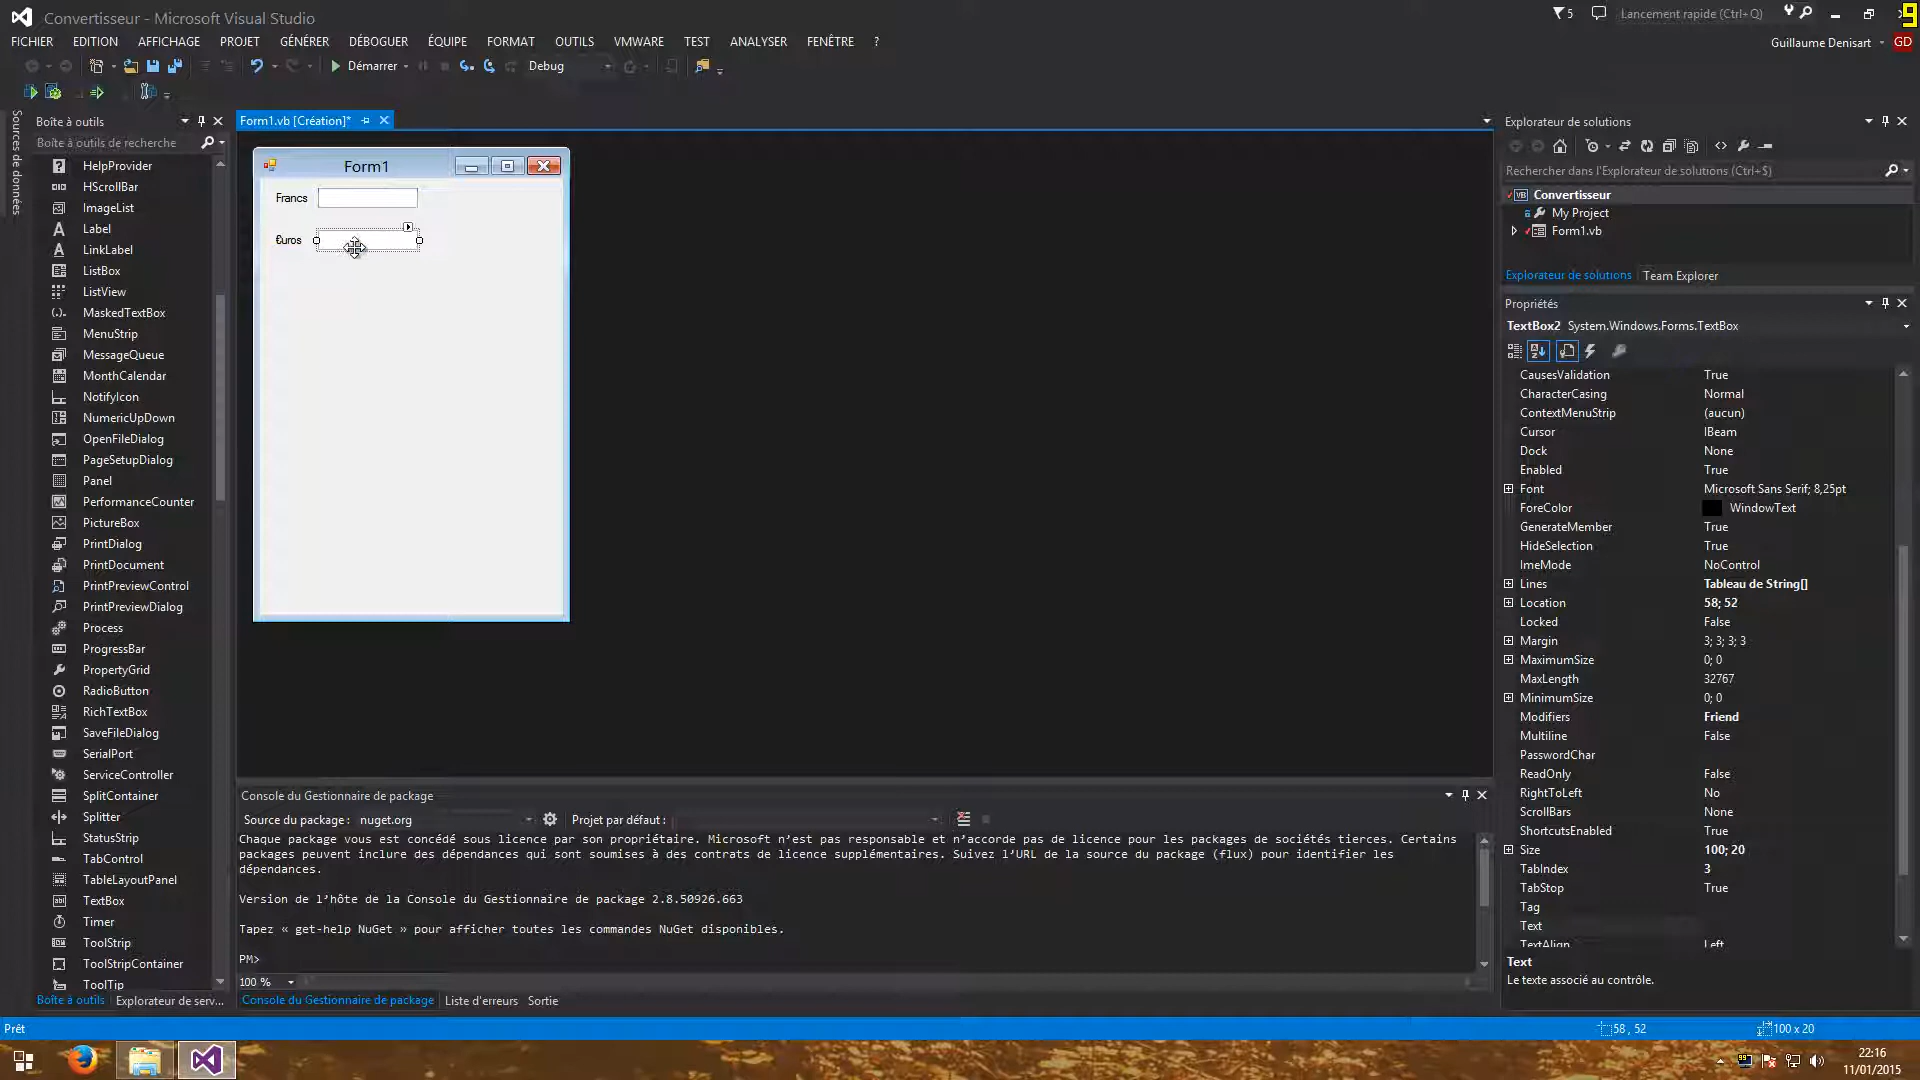 Convertisseur - Microsoft Visual Studio
5
Lancement rapide (Ctrl+Q)
9
FICHIER EDITION AFFICHAGE PROJET GÉNÉRER DÉBOGUER ÉQUIPE FORMAT OUTILS VMWARE TEST ANALYSER FENÊTRE ?
Guillaume Denisart GD
Démarrer Debug
Sources de données
Boîte à outils
Boîte à outils de recherche
HelpProvider
HScrollBar
ImageList
Label
LinkLabel
ListBox
ListView
MaskedTextBox
MenuStrip
MessageQueue
MonthCalendar
NotifyIcon
NumericUpDown
OpenFileDialog
PageSetupDialog
Panel
PerformanceCounter
PictureBox
PrintDialog
PrintDocument
PrintPreviewControl
PrintPreviewDialog
Process
ProgressBar
PropertyGrid
RadioButton
RichTextBox
SaveFileDialog
SerialPort
ServiceController
SplitContainer
Splitter
StatusStrip
TabControl
TableLayoutPanel
TextBox
Timer
ToolStrip
ToolStripContainer
ToolTip
Boîte à outils Explorateur de serv...
Form1.vb [Création]*
Form1
Francs
€uros
Console du Gestionnaire de package
Source du package : nuget.org Projet par défaut :
Chaque package vous est concédé sous licence par son propriétaire. Microsoft n'est pas responsable et n'accorde pas de licence pour les packages de sociétés tierces. Certains
packages peuvent inclure des dépendances qui sont soumises à des contrats de licence supplémentaires. Suivez l'URL de la source du package (flux) pour identifier les
dépendances.
Version de l'hôte de la Console du Gestionnaire de package 2.8.50926.663
Tapez « get-help NuGet » pour afficher toutes les commandes NuGet disponibles.
PM>
100 %
Console du Gestionnaire de package Liste d'erreurs Sortie
Explorateur de solutions
Rechercher dans l'Explorateur de solutions (Ctrl+$)
VB Convertisseur
My Project
Form1.vb
Explorateur de solutions Team Explorer
Propriétés
TextBox2 System.Windows.Forms.TextBox
CausesValidation True
CharacterCasing Normal
ContextMenuStrip (aucun)
Cursor IBeam
Dock None
Enabled True
Font Microsoft Sans Serif; 8,25pt
ForeColor WindowText
GenerateMember True
HideSelection True
ImeMode NoControl
Lines Tableau de String[]
Location 58; 52
Locked False
Margin 3; 3; 3; 3
MaximumSize 0; 0
MaxLength 32767
MinimumSize 0; 0
Modifiers Friend
Multiline False
PasswordChar
ReadOnly False
RightToLeft No
ScrollBars None
ShortcutsEnabled True
Size 100; 20
TabIndex 3
TabStop True
Tag
Text
TextAlign Left
Text
Le texte associé au contrôle.
Prêt
58 , 52
100 x 20
22:16
11/01/2015